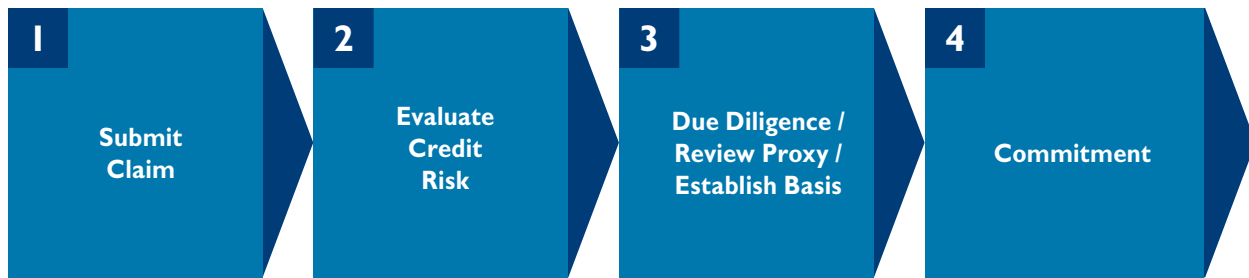 1
Submit
Claim
2
Evaluate
Credit
Risk
3
Due Diligence /
Review Proxy /
Establish Basis
4
Commitment